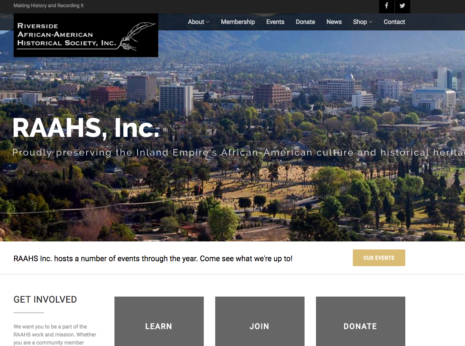 Making History and Recording It
RIVERSIDE
AFRICAN-AMERICAN
HISTORICAL SOCIETY, INC.
About Membership Events Donate News Shop Contact
RAAHS, Inc.
Proudly preserving the Inland Empire's African-American culture and historical herita
RAAHS Inc. hosts a number of events through the year. Come see what we're up to!
OUR EVENTS
GET INVOLVED
We want you to be a part of the
RAAHS work and mission. Whether
you are a community member
LEARN
JOIN
DONATE